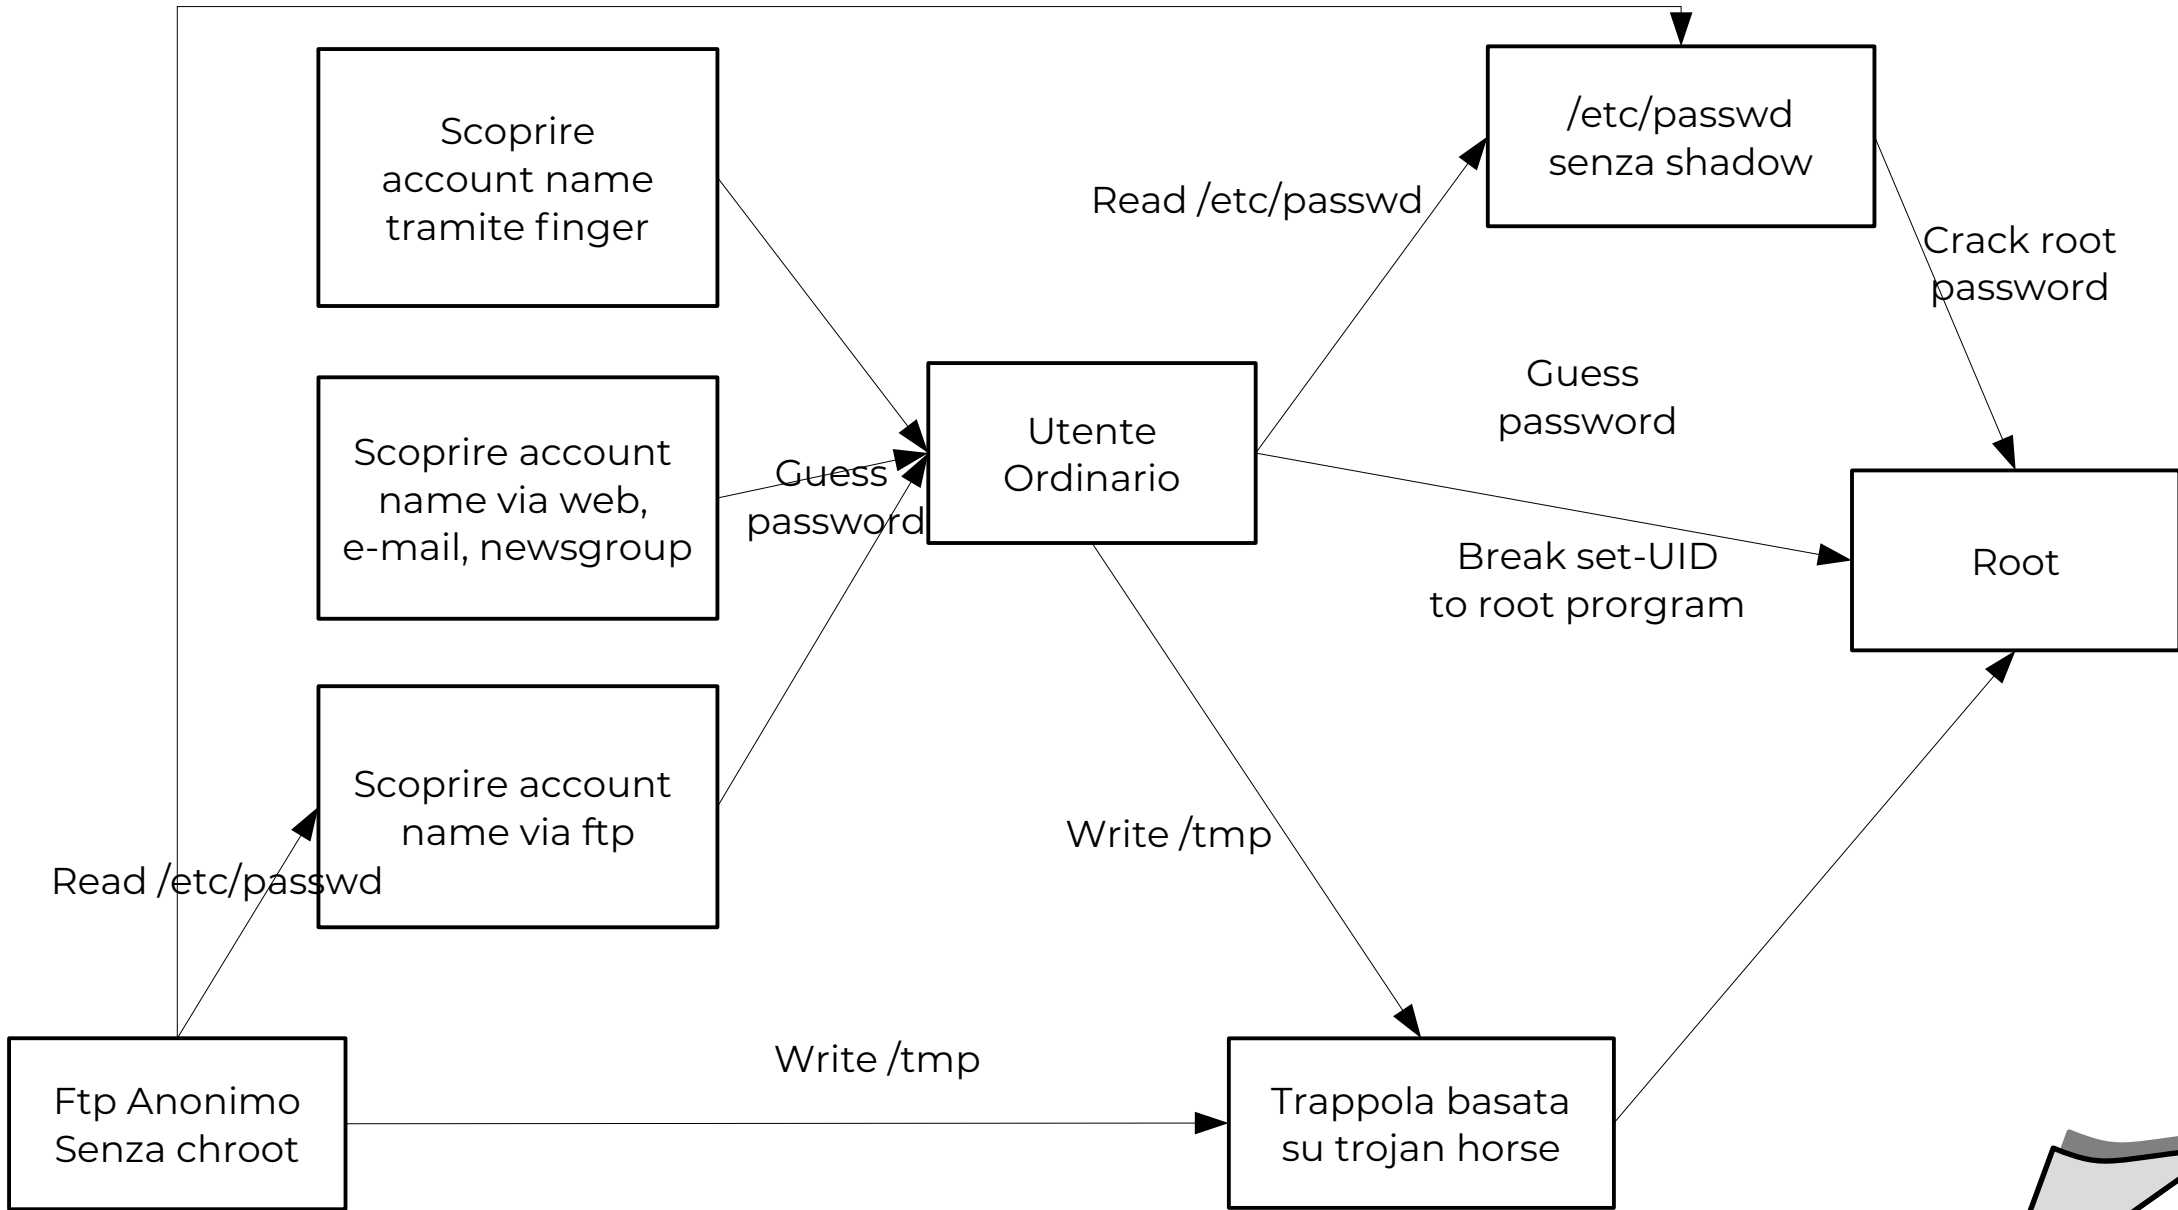 Scoprire
account name
tramite finger
/etc/passwd
senza shadow
Read /etc/passwd
Crack root
password
Scoprire account
name via web,
e-mail, newsgroup
Guess
password
Utente
Ordinario
Guess
password
Break set-UID
to root prorgram
Root
Scoprire account
name via ftp
Read /etc/passwd
Write /tmp
Ftp Anonimo
Senza chroot
Write /tmp
Trappola basata
su trojan horse